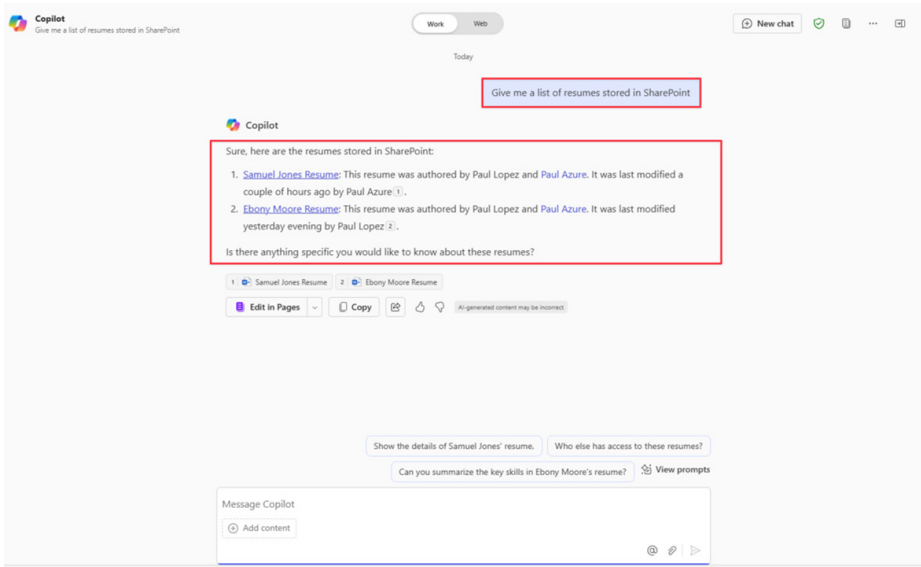 Copilot
Give me a list of resumes stored in SharePoint
Work Web
New chat
Today
Give me a list of resumes stored in SharePoint
Copilot
Sure, here are the resumes stored in SharePoint:
1. Samuel Jones Resume: This resume was authored by Paul Lopez and Paul Azure. It was last modified a
couple of hours ago by Paul Azure 1 .
2. Ebony Moore Resume: This resume was authored by Paul Lopez and Paul Azure. It was last modified
yesterday evening by Paul Lopez 2 .
Is there anything specific you would like to know about these resumes?
1 Samuel Jones Resume 2 Ebony Moore Resume
Edit in Pages Copy AI-generated content may be incorrect
Show the details of Samuel Jones' resume. Who else has access to these resumes?
Can you summarize the key skills in Ebony Moore's resume? View prompts
Message Copilot
Add content